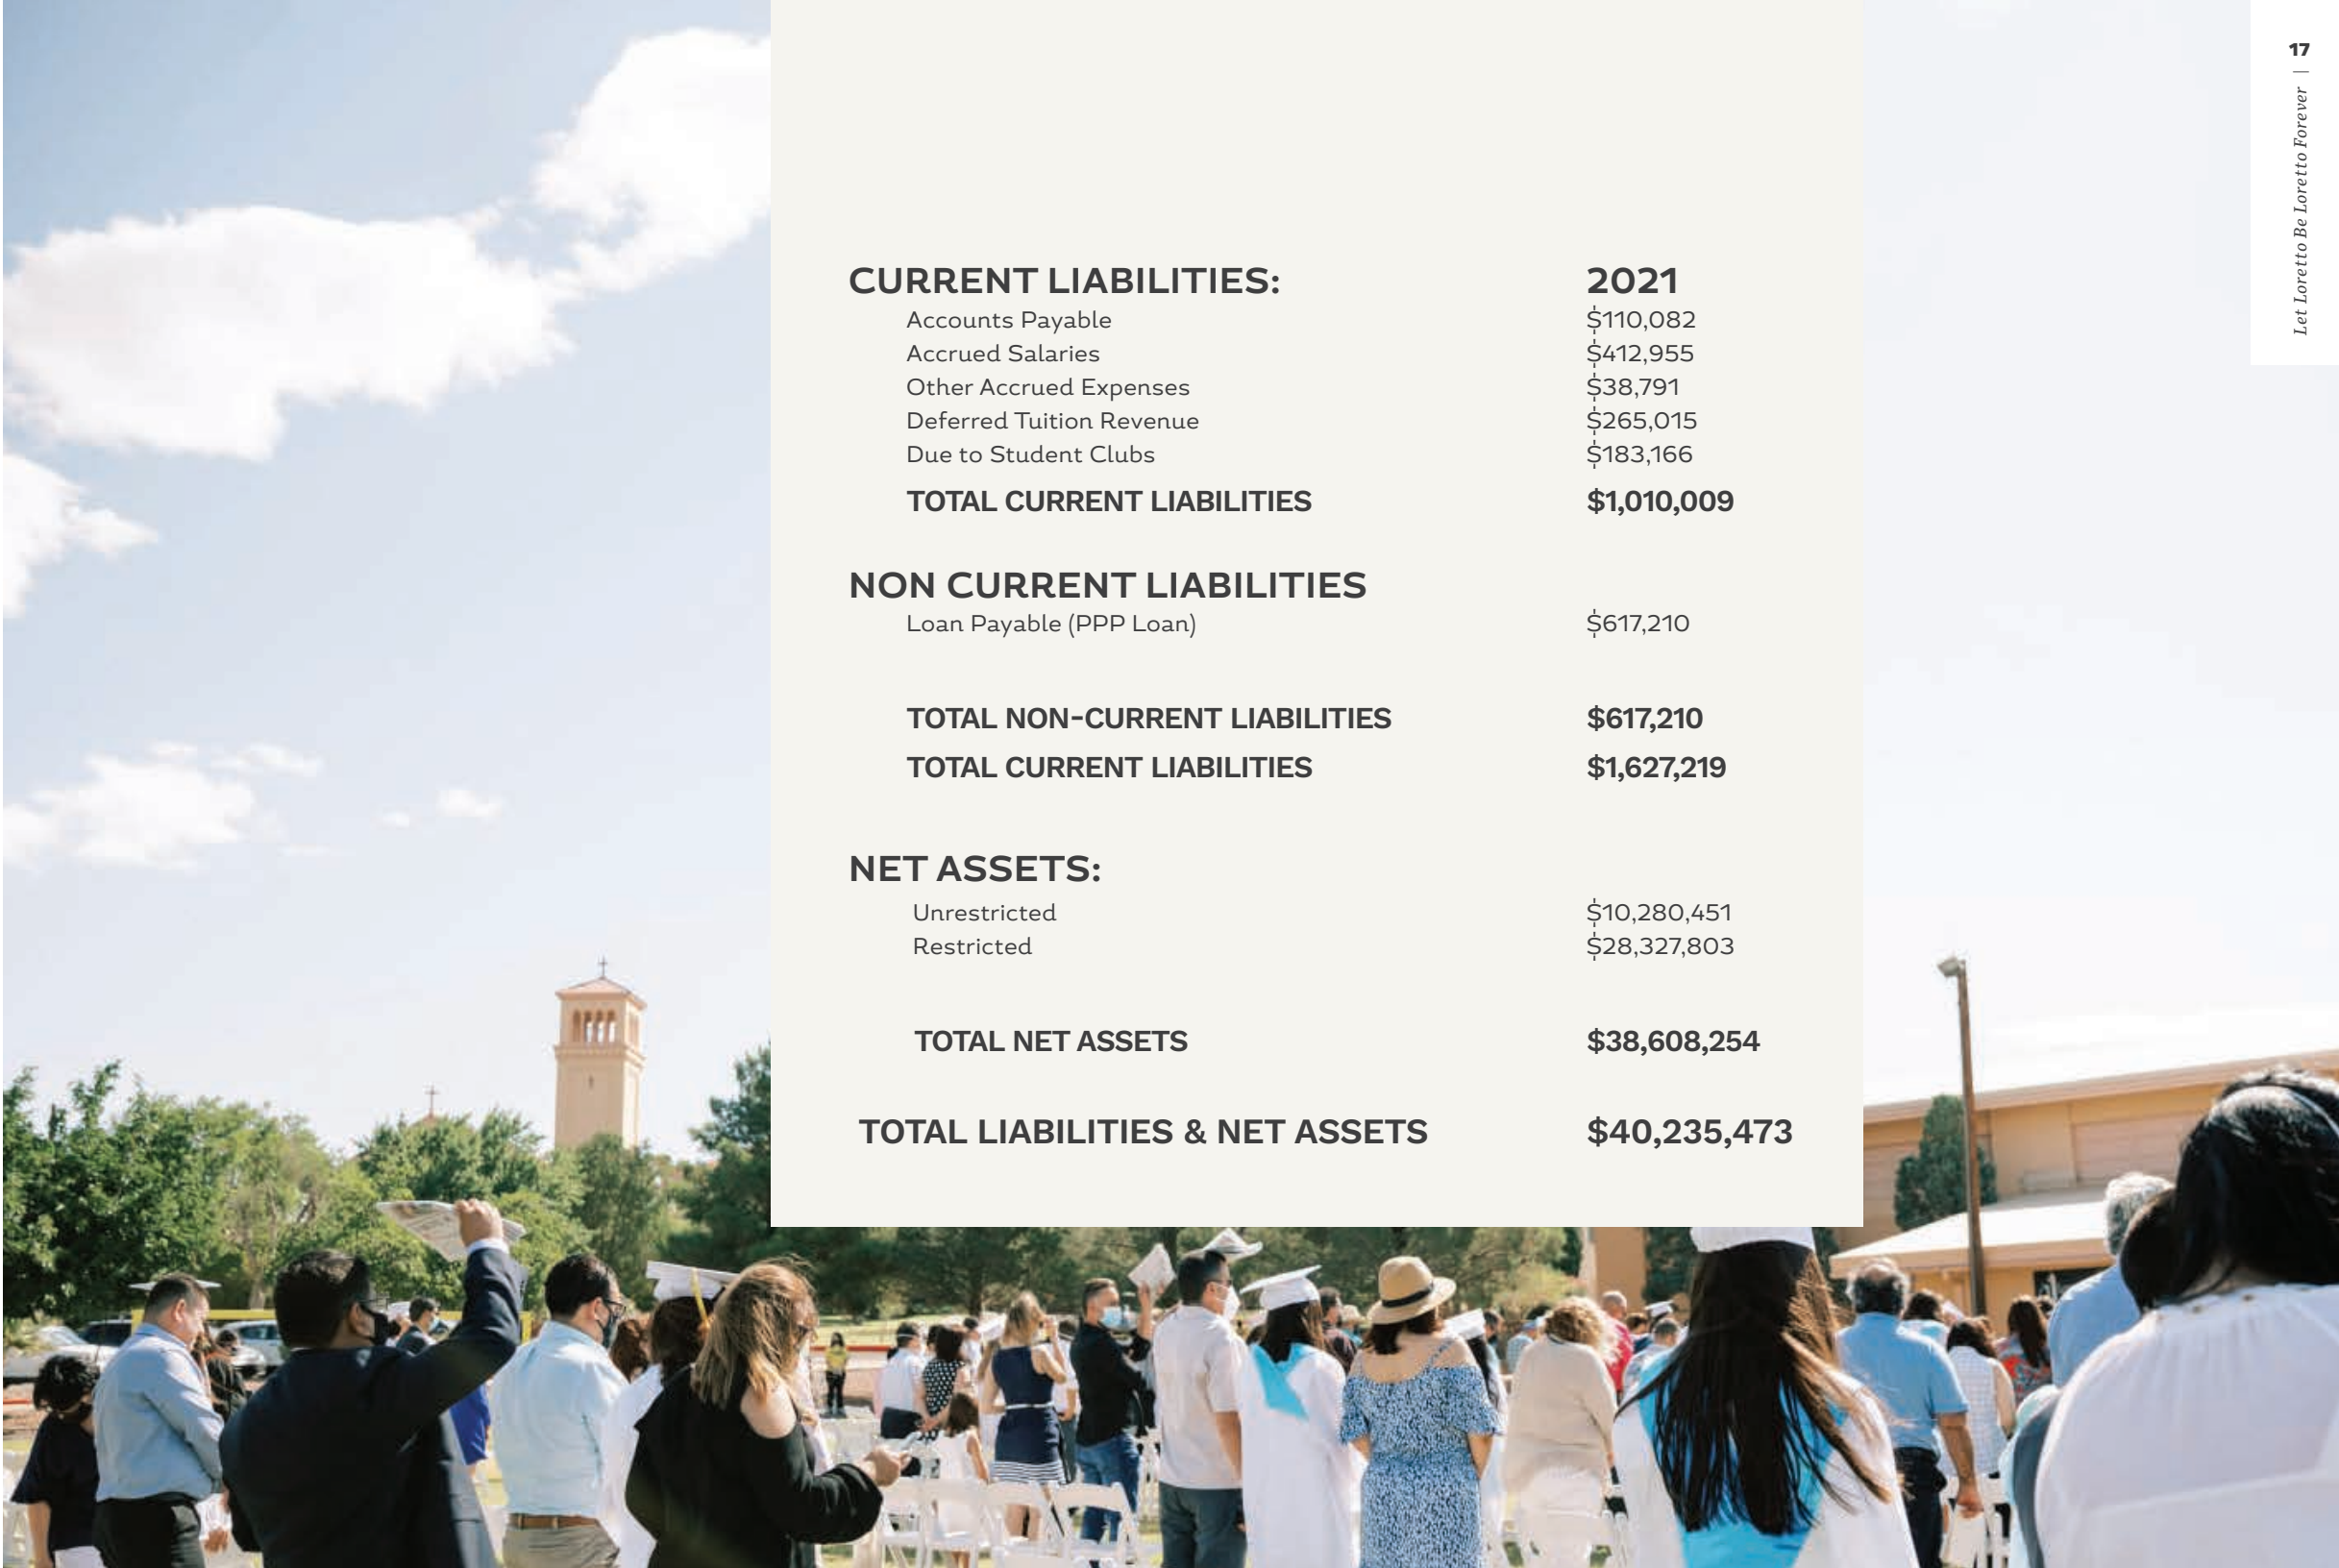 17 | Let Loretto Be Loretto Forever
CURRENT LIABILITIES: 2021
Accounts Payable $110,082
Accrued Salaries $412,955
Other Accrued Expenses $38,791
Deferred Tuition Revenue $265,015
Due to Student Clubs $183,166
TOTAL CURRENT LIABILITIES $1,010,009
NON CURRENT LIABILITIES
Loan Payable (PPP Loan) $617,210
TOTAL NON-CURRENT LIABILITIES $617,210
TOTAL CURRENT LIABILITIES $1,627,219
NET ASSETS:
Unrestricted $10,280,451
Restricted $28,327,803
TOTAL NET ASSETS $38,608,254
TOTAL LIABILITIES & NET ASSETS $40,235,473